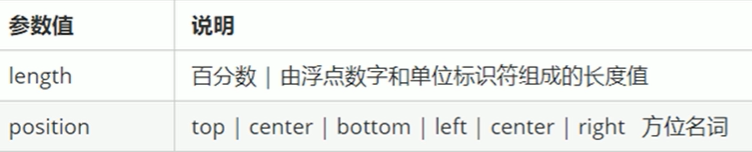 参数值 说明
length 百分数 | 由浮点数字和单位标识符组成的长度值
position top | center | bottom | left | center | right 方位名词